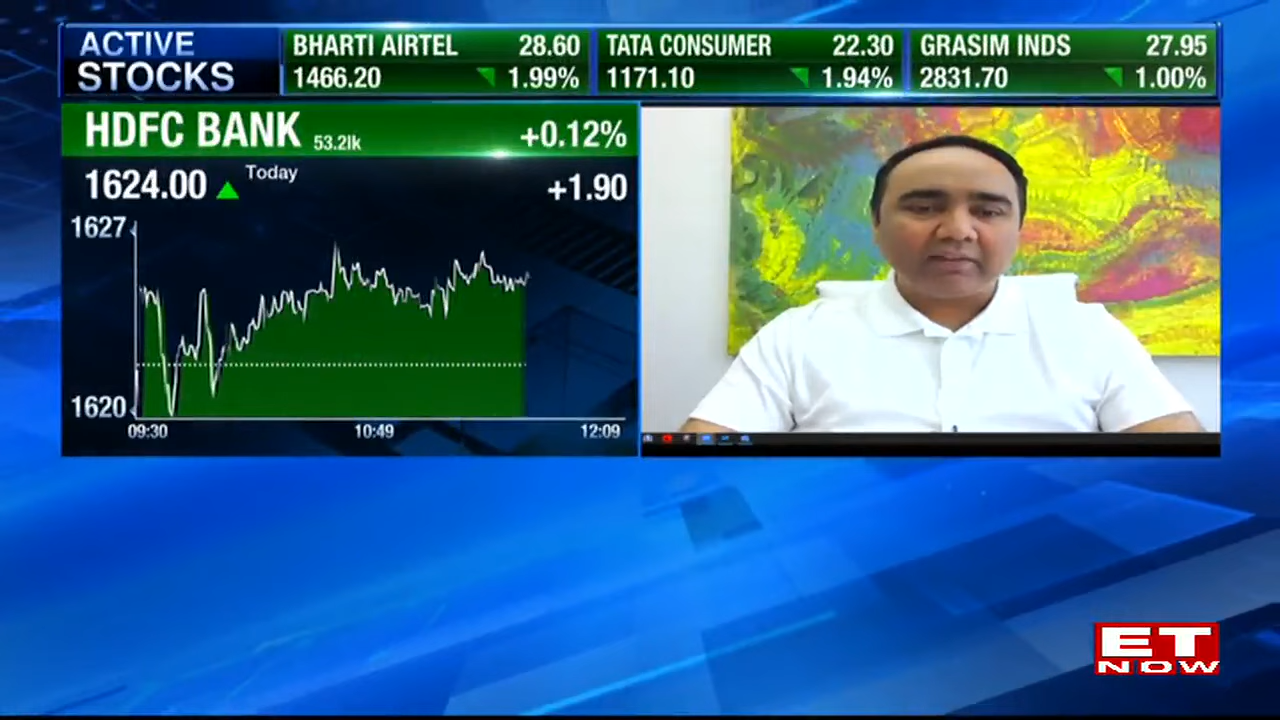 ACTIVE
STOCKS
BHARTI AIRTEL 28.60
1466.20 1.99%
TATA CONSUMER 22.30
1171.10 1.94%
GRASIM INDS 27.95
2831.70 1.00%
HDFC BANK 53.2lk +0.12%
1624.00 Today +1.90
1627
1620
09:30 10:49 12:09
ET
NOW